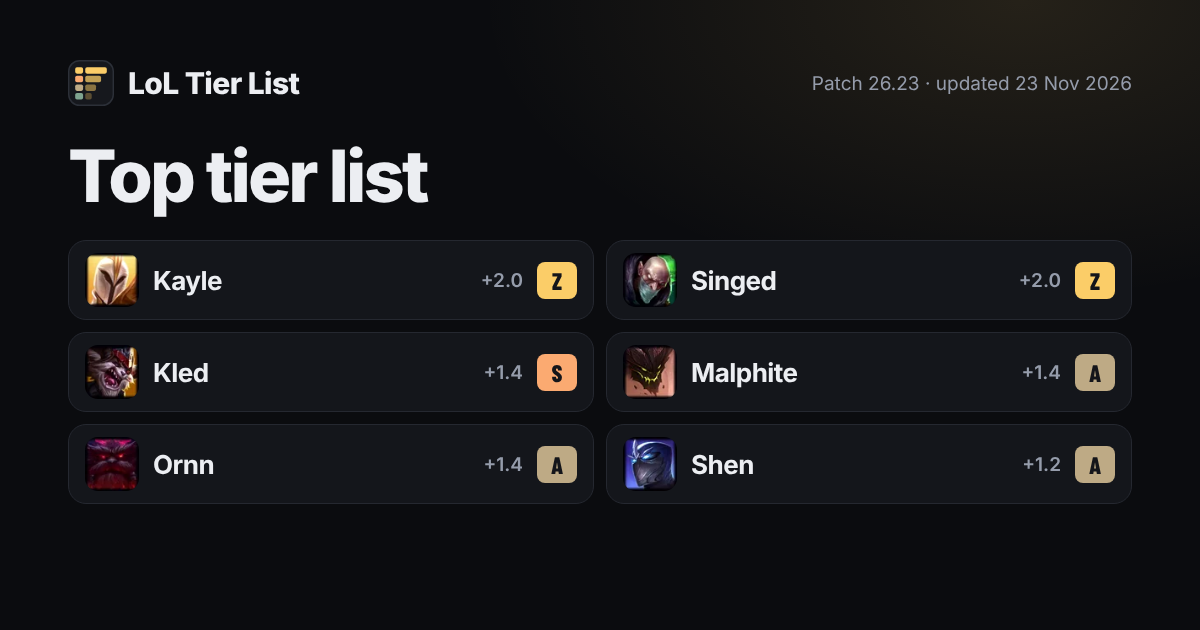 LoL Tier List
Patch 26.23 · updated 23 Nov 2026
Top tier list
Kayle +2.0 Z
Singed +2.0 Z
Kled +1.4 S
Malphite +1.4 A
Ornn +1.4 A
Shen +1.2 A